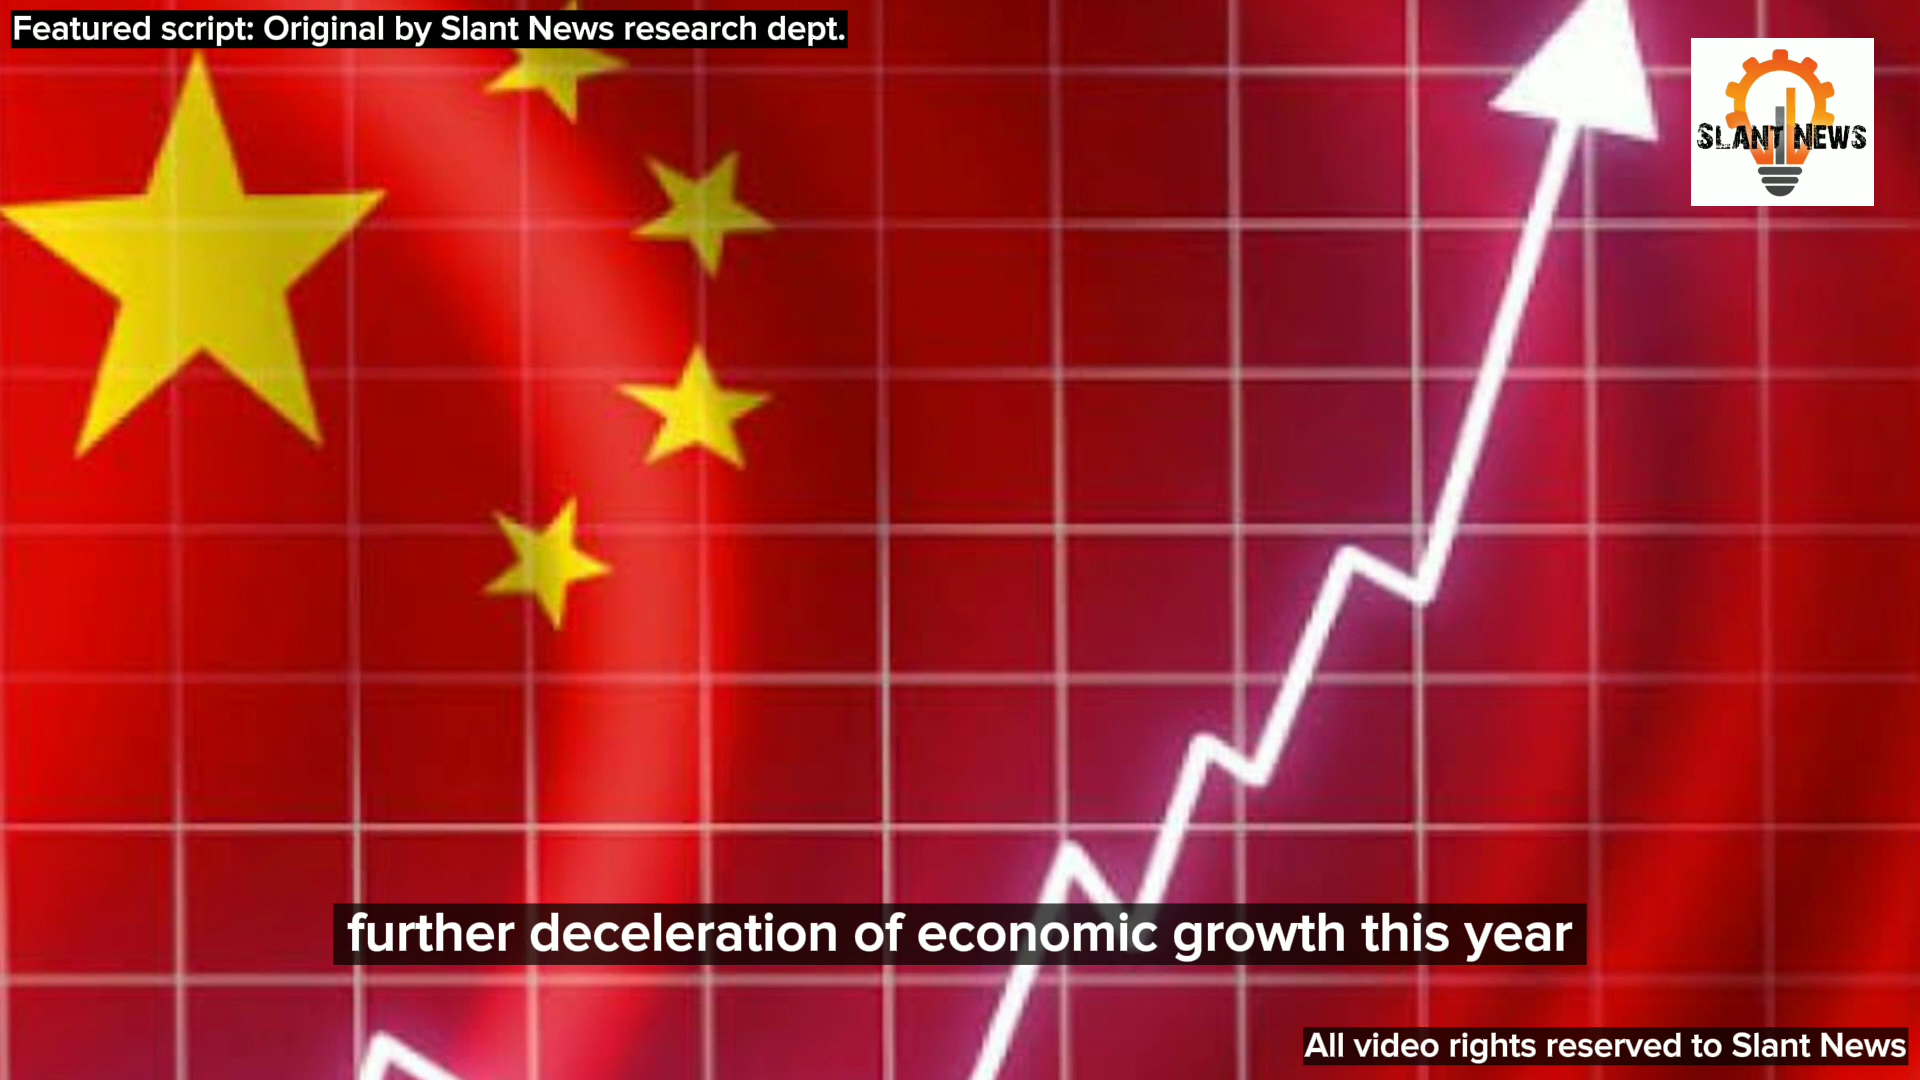 Featured script: Original by Slant News research dept.
SLANT NEWS
further deceleration of economic growth this year
All video rights reserved to Slant News